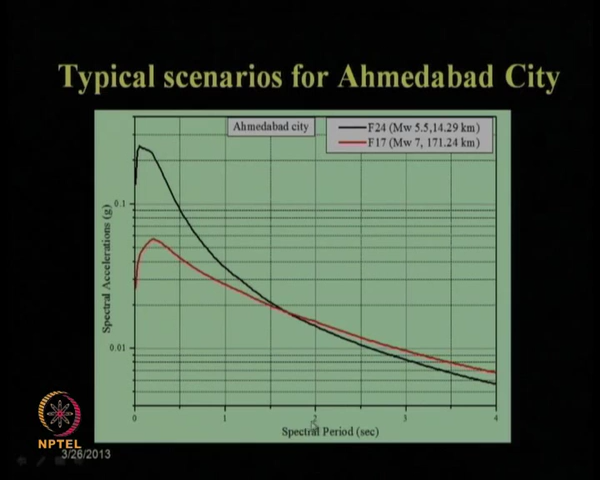 Typical scenarios for Ahmedabad City
Ahmedabad city
F24 (Mw 5.5,14.29 km)
F17 (Mw 7, 171.24 km)
Spectral Accelerations (g)
0.1
0.01
0 1 2 3 4
Spectral Period (sec)
NPTEL
3/26/2013